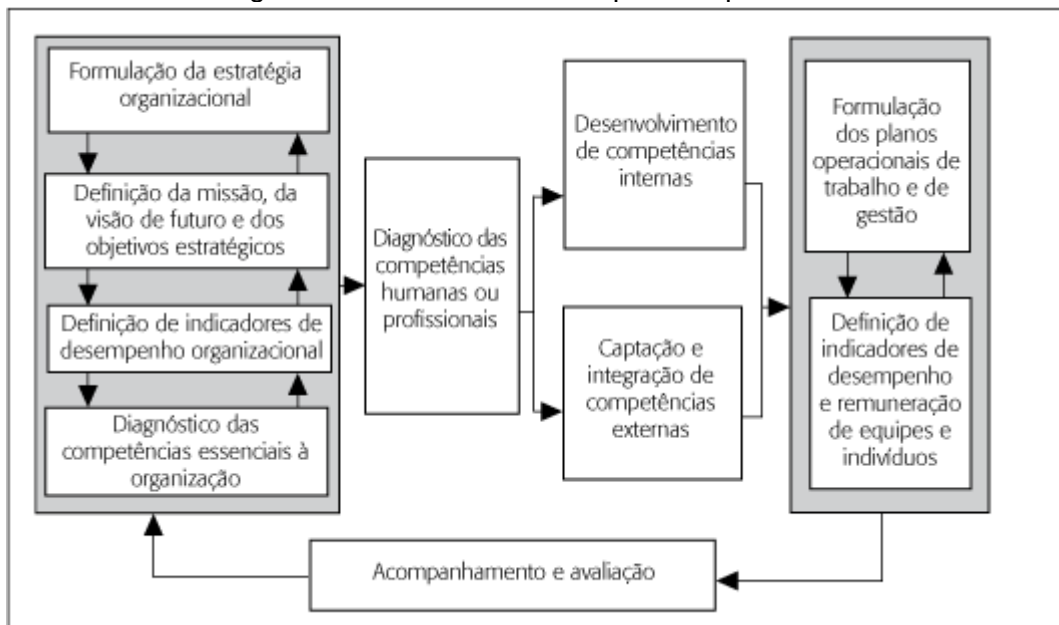 Formulação da estratégia
organizacional
Definição da missão, da
visão de futuro e dos
objetivos estratégicos
Definição de indicadores de
desempenho organizacional
Diagnóstico das
competências essenciais à
organização
Diagnóstico das
competências
humanas ou
profissionais
Desenvolvimento
de competências
internas
Captação e
integração de
competências
externas
Formulação
dos planos
operacionais de
trabalho e de
gestão
Definição de
indicadores de
desempenho
e remuneração
de equipes e
indivíduos
Acompanhamento e avaliação